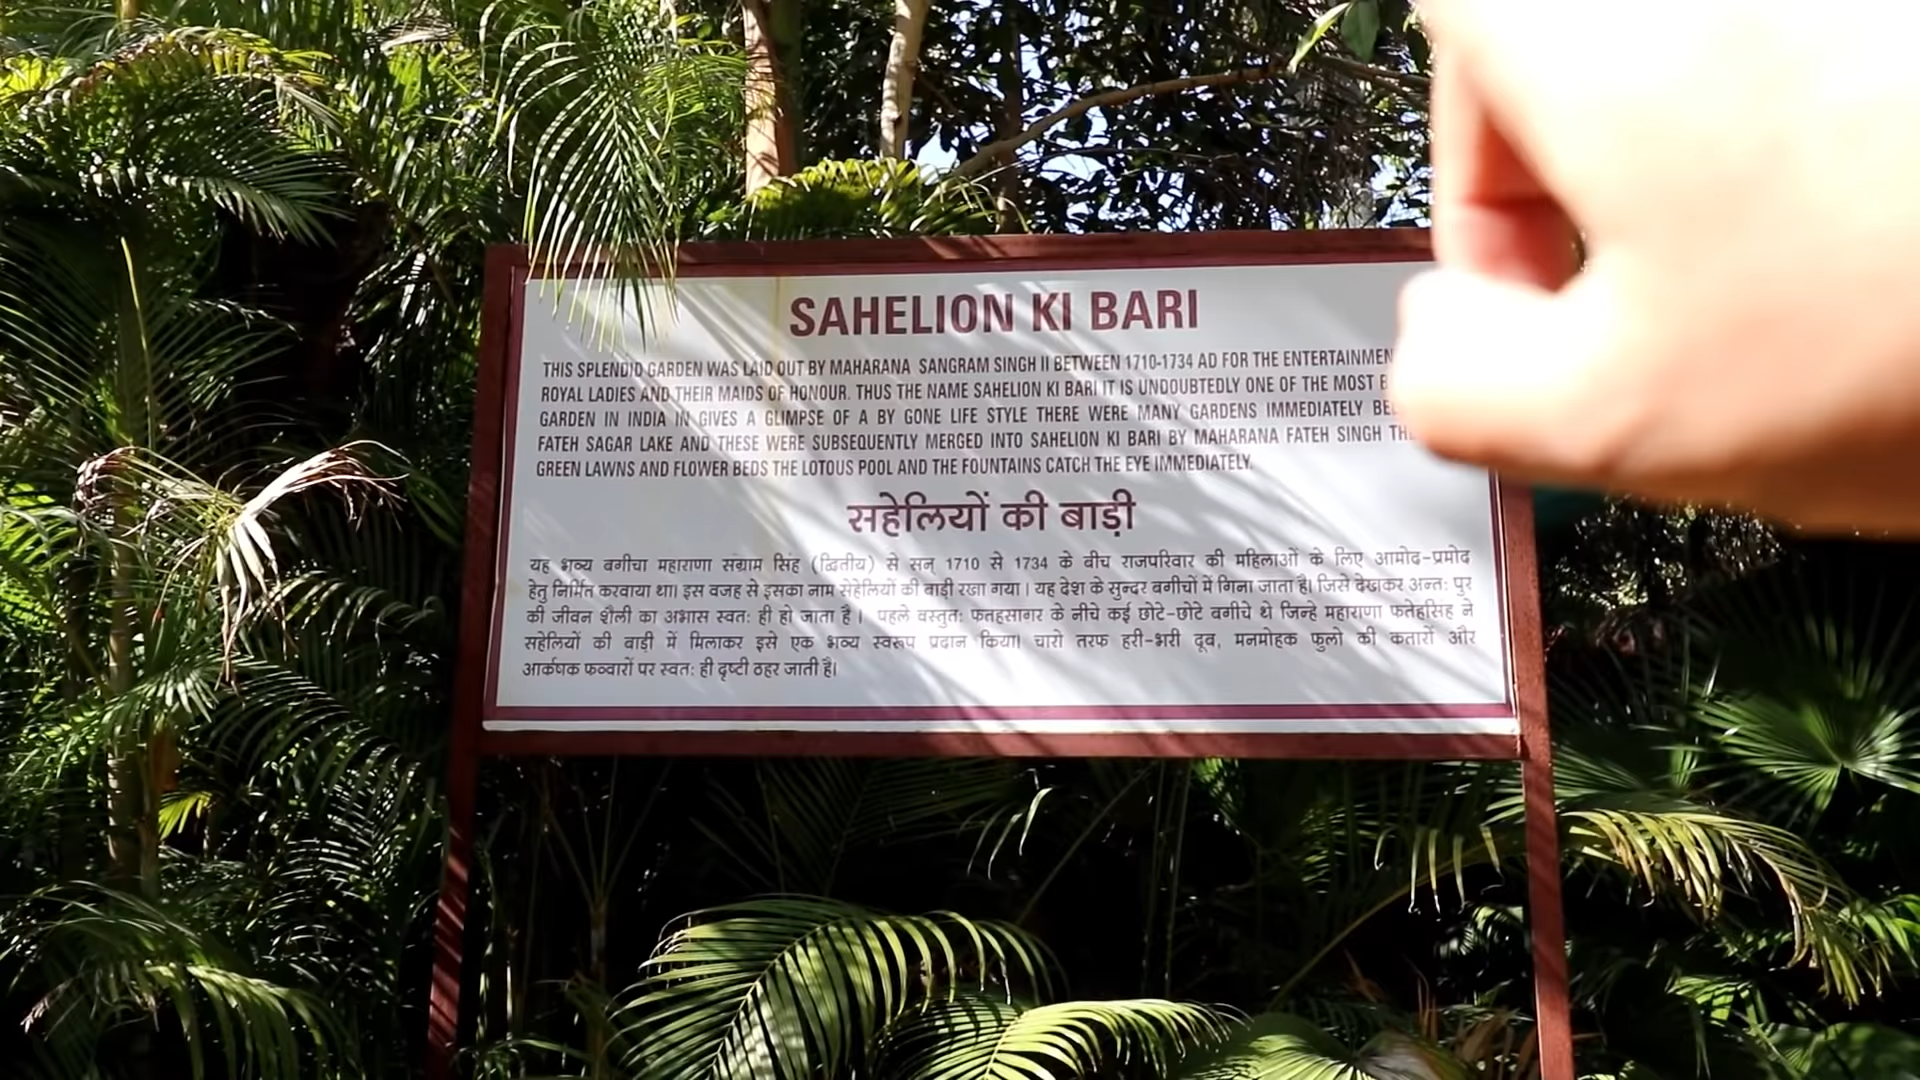 SAHELION KI BARI
THIS SPLENDID GARDEN WAS LAID OUT BY MAHARANA SANGRAM SINGH II BETWEEN 1710-1734 AD FOR THE
ROYAL LADIES AND THEIR MAIDS OF HONOUR. THUS THE NAME SAHELION KI BARI IT IS UNDOUBTEDLY ONE OF THE MOST
GARDEN IN INDIA IN GIVES A GLIMPSE OF A BY GONE LIFE STYLE THERE WERE MANY GARDENS IMMEDIATELY
FATEH SAGAR LAKE AND THESE WERE SUBSEQUENTLY MERGED INTO SAHELION KI BARI BY MAHARANA FATEH SINGH
GREEN LAWNS AND FLOWER BEDS THE LOTOUS POOL AND THE FOUNTAINS CATCH THE EYE IMMEDIATELY.
सहेलियों की बाड़ी
यह भव्य बगीचा महाराणा संग्राम सिंह (द्वितीय) से सन् 1710 से 1734 के बीच राजपरिवार की महिलाओं के लिए आमोद-प्रमोद
हेतु निर्मित करवाया था। इस वजह से इसका नाम सेहेलियों की बाड़ी रखा गया। यह देश के सुन्दर बगीचों में गिना जाता है। जिसे देखाकर अन्त: पुर
की जीवन शैली का अभास स्वत: ही हो जाता है। पहले वस्तुत: फतहसागर के नीचे कई छोटे-छोटे बगीचे थे जिन्हे महाराणा फतेहसिंह ने
सहेलियों की बाड़ी में मिलाकर इसे एक भव्य स्वरूप प्रदान किया। चारो तरफ हरी-भरी दूब, मनमोहक फुलो की कतारों और
आर्कषक फव्वारों पर स्वत: ही दृष्टी ठहर जाती है।